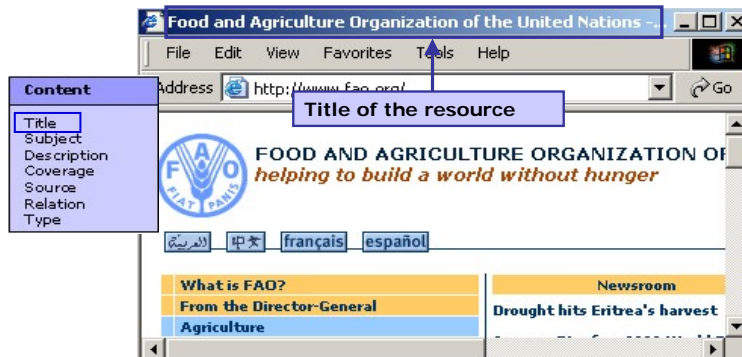 Food and Agriculture Organization of the United Nations -...
File Edit View Favorites Tools Help
Address http://www.fao.org/ Go
Title of the resource
Content
Title
Subject
Description
Coverage
Source
Relation
Type
FAO
FIAT PANIS
FOOD AND AGRICULTURE ORGANIZATION OF
helping to build a world without hunger
العربية 中文 français español
What is FAO?
From the Director-General
Agriculture
Newsroom
Drought hits Eritrea's harvest